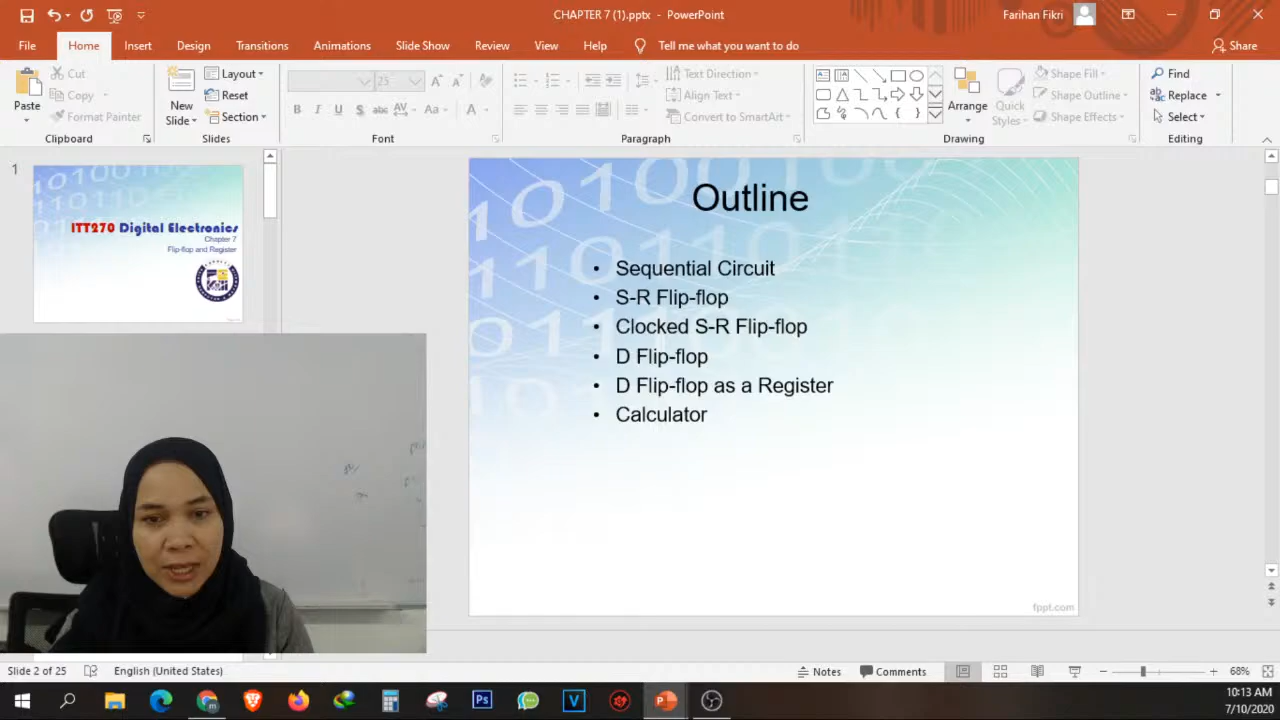 CHAPTER 7 (1).pptx - PowerPoint
Farihan Fikri
File Home Insert Design Transitions Animations Slide Show Review View Help Tell me what you want to do Share
Paste
Cut
Copy
Format Painter
Clipboard
New Slide
Layout
Reset
Section
Slides
23
Font
Text Direction
Align Text
Convert to SmartArt
Paragraph
Arrange
Quick Styles
Shape Fill
Shape Outline
Shape Effects
Drawing
Find
Replace
Select
Editing
1
ITT270 Digital Electronics
Chapter 7
Flip-flop and Register
Outline
• Sequential Circuit
• S-R Flip-flop
• Clocked S-R Flip-flop
• D Flip-flop
• D Flip-flop as a Register
• Calculator
fppt.com
Slide 2 of 25 English (United States) Notes Comments 68%
10:13 AM
7/10/2020